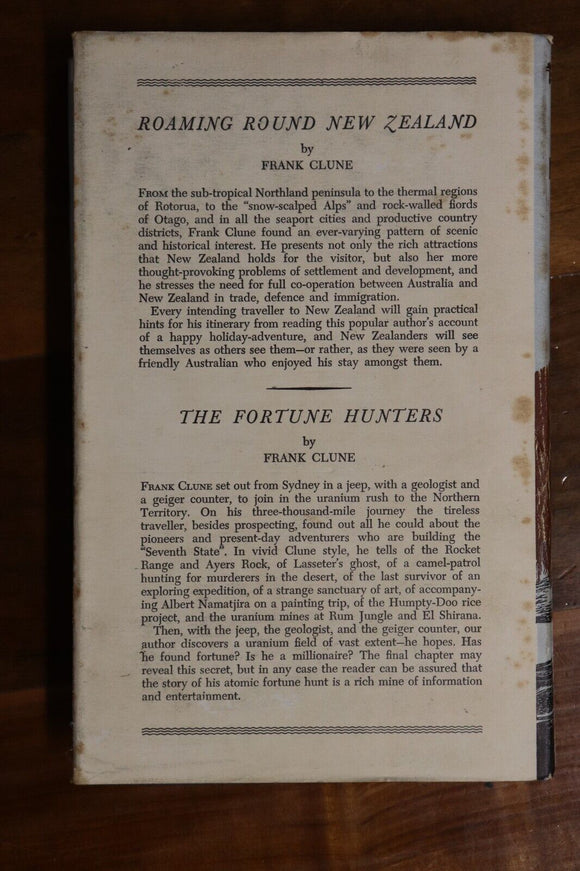 ROAMING ROUND NEW ZEALAND
by
FRANK CLUNE
FROM the sub-tropical Northland peninsula to the thermal regions
of Rotorua, to the “snow-scalped Alps” and rock-walled fiords
of Otago, and in all the seaport cities and productive country
districts, Frank Clune found an ever-varying pattern of scenic
and historical interest. He presents not only the rich attractions
that New Zealand holds for the visitor, but also her more
thought-provoking problems of settlement and development, and
he stresses the need for full co-operation between Australia and
New Zealand in trade, defence and immigration.
Every intending traveller to New Zealand will gain practical
hints for his itinerary from reading this popular author's account
of a happy holiday-adventure, and New Zealanders will see
themselves as others see them—or rather, as they were seen by a
friendly Australian who enjoyed his stay amongst them.
THE FORTUNE HUNTERS
by
FRANK CLUNE
FRANK CLUNE set out from Sydney in a jeep, with a geologist and
a geiger counter, to join in the uranium rush to the Northern
Territory. On his three-thousand-mile journey the tireless
traveller, besides prospecting, found out all he could about the
pioneers and present-day adventurers who are building the
“Seventh State”. In vivid Clune style, he tells of the Rocket
Range and Ayers Rock, of Lasseter's ghost, of a camel-patrol
hunting for murderers in the desert, of the last survivor of an
exploring expedition, of a strange sanctuary of art, of accompany-
ing Albert Namatjira on a painting trip, of the Humpty-Doo rice
project, and the uranium mines at Rum Jungle and El Shirana.
Then, with the jeep, the geologist, and the geiger counter, our
author discovers a uranium field of vast extent—he hopes. Has
he found fortune? Is he a millionaire? The final chapter may
reveal this secret, but in any case the reader can be assured that
the story of his atomic fortune hunt is a rich mine of information
and entertainment.